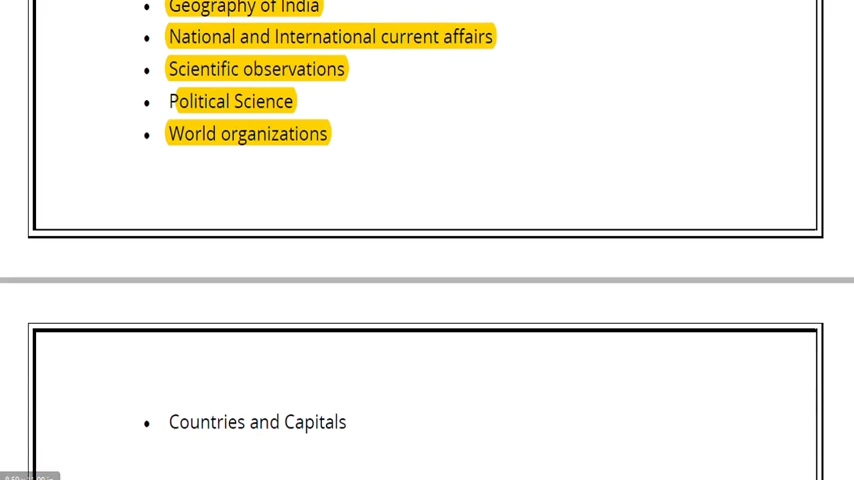 • Geography of India
• National and International current affairs
• Scientific observations
• Political Science
• World organizations
• Countries and Capitals